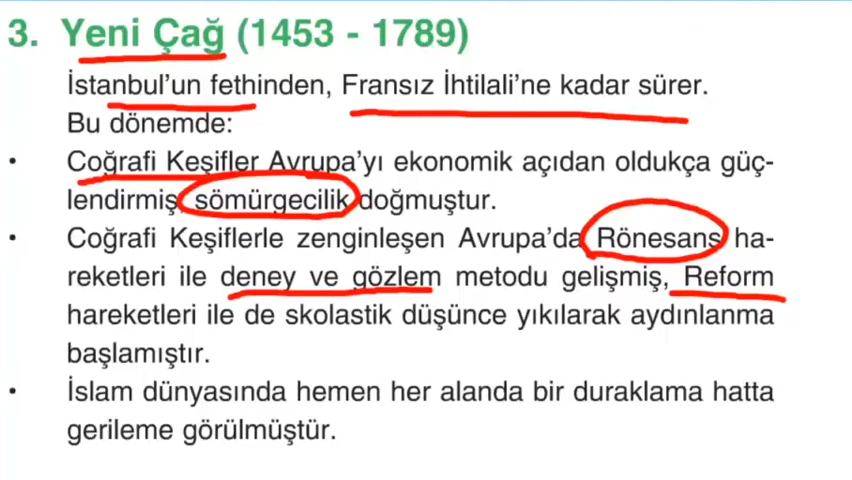 3. Yeni Çağ (1453 - 1789)
İstanbul'un fethinden, Fransız İhtilali'ne kadar sürer.
Bu dönemde:
• Coğrafi Keşifler Avrupa'yı ekonomik açıdan oldukça güç-
lendirmiş, sömürgecilik doğmuştur.
• Coğrafi Keşiflerle zenginleşen Avrupa'da Rönesans ha-
reketleri ile deney ve gözlem metodu gelişmiş, Reform
hareketleri ile de skolastik düşünce yıkılarak aydınlanma
başlamıştır.
• İslam dünyasında hemen her alanda bir duraklama hatta
gerileme görülmüştür.